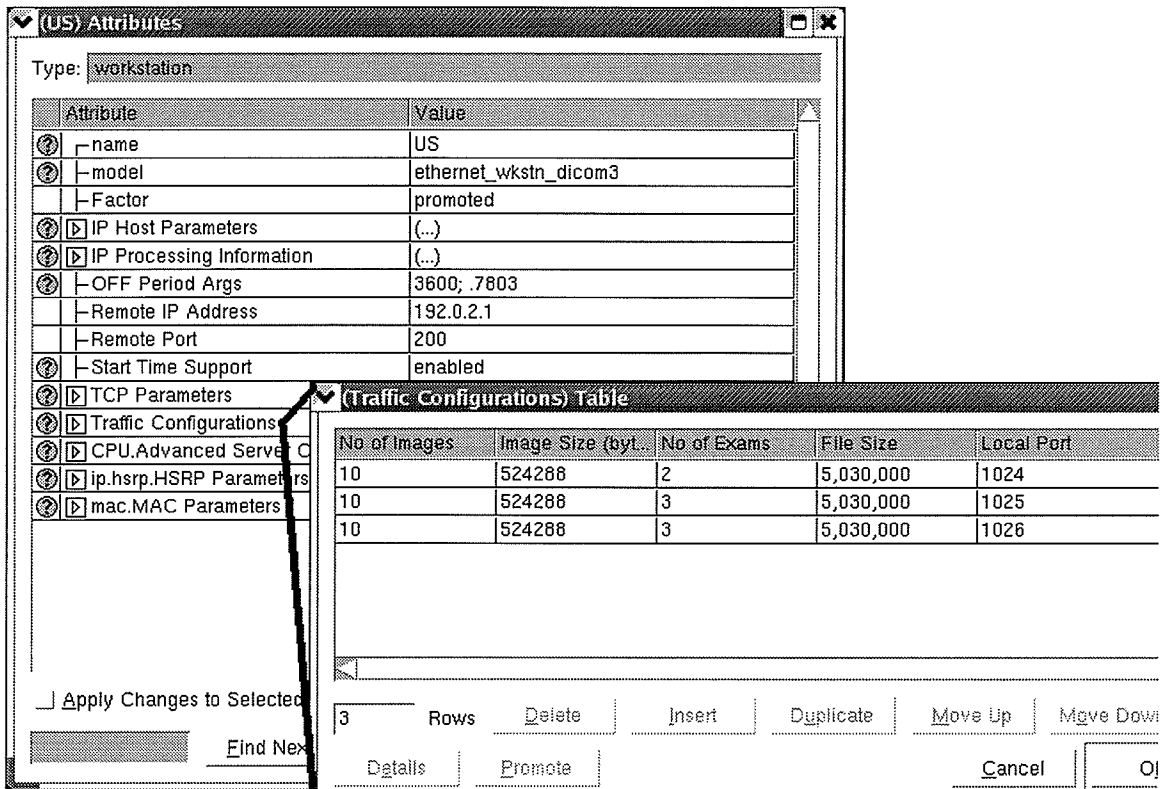 (US) Attributes
Type: workstation
Attribute Value
name US
model ethernet_wkstn_dicom3
Factor promoted
IP Host Parameters (...)
IP Processing Information (...)
OFF Period Args 3600; .7803
Remote IP Address 192.0.2.1
Remote Port 200
Start Time Support enabled
TCP Parameters
Traffic Configurations
CPU.Advanced Server
ip.hsrp.HSRP Parameters
mac.MAC Parameters
Apply Changes to Selected
Find Nex
(Traffic Configurations) Table
No of Images Image Size (byt... No of Exams File Size Local Port
10 524288 2 5,030,000 1024
10 524288 3 5,030,000 1025
10 524288 3 5,030,000 1026
3 Rows Delete Insert Duplicate Move Up Move Dow
Details Promote Cancel